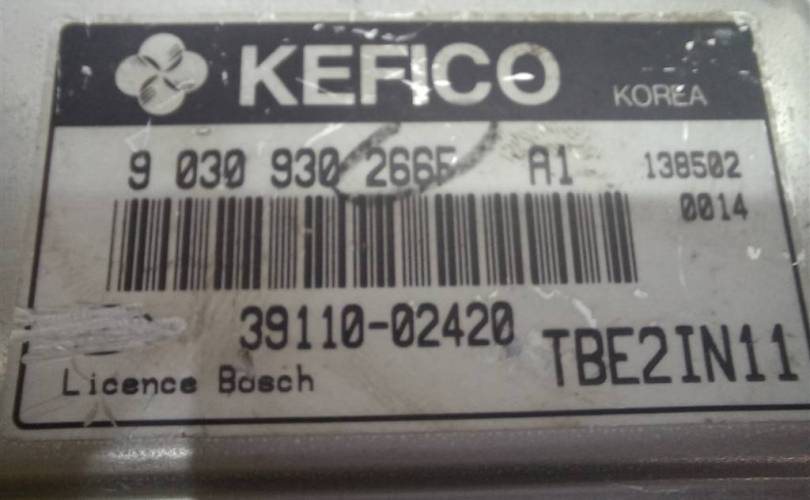 KEFICO
KOREA
9 030 930 266F A1 138502
0014
39110-02420
TBE2IN11
Licence Bosch